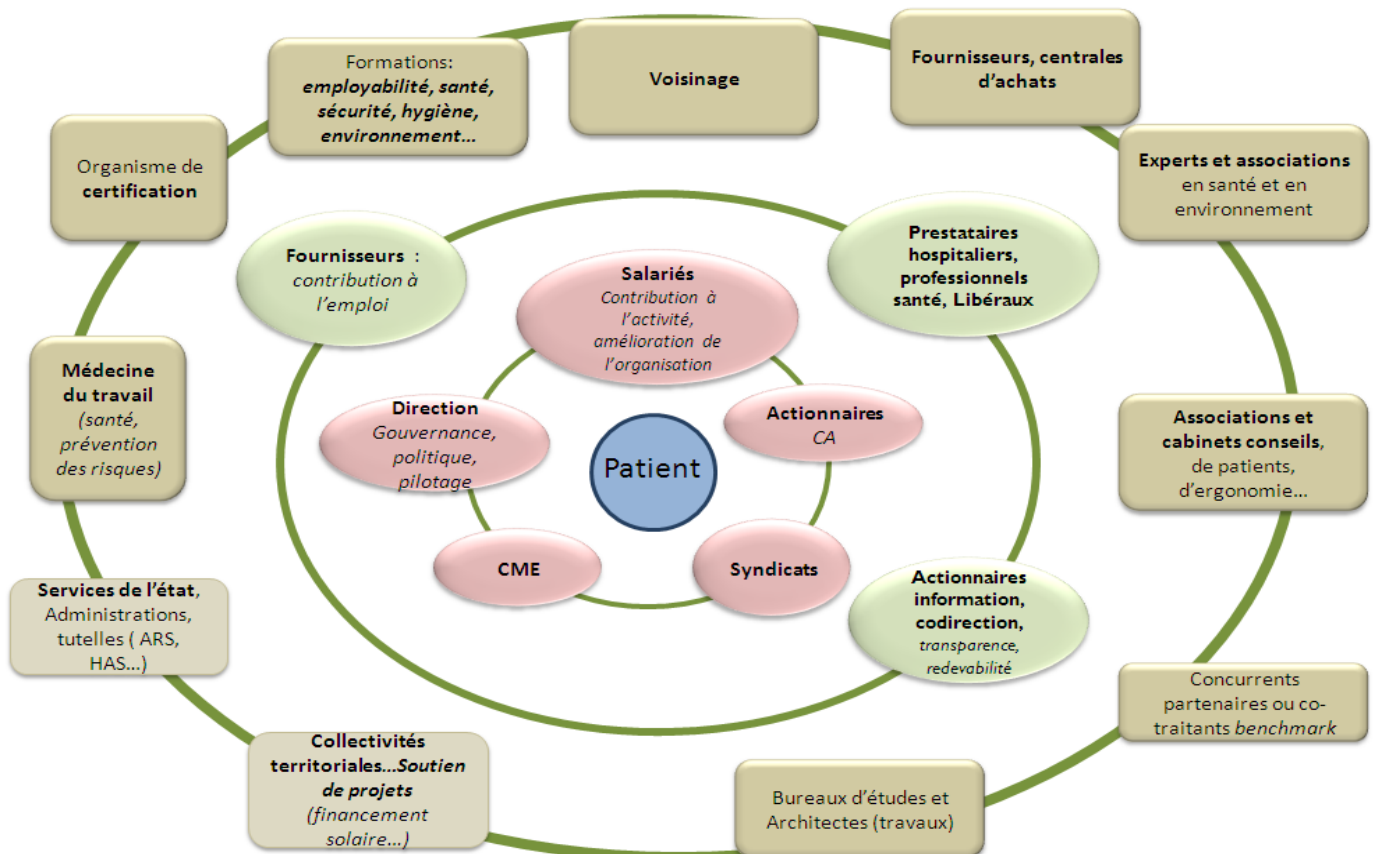 Formations:
employabilité, santé,
sécurité, hygiène,
environnement...
Voisinage
Fournisseurs, centrales
d'achats
Organisme de
certification
Experts et associations
en santé et en
environnement
Fournisseurs :
contribution à
l'emploi
Salariés
Contribution à
l'activité,
amélioration de
l'organisation
Prestataires
hospitaliers,
professionnels
santé, Libéraux
Médecine
du travail
(santé,
prévention
des risques)
Direction
Gouvernance,
politique,
pilotage
Patient
Actionnaires
CA
Associations et
cabinets conseils,
de patients,
d'ergonomie...
CME
Syndicats
Services de l'état,
Administrations,
tutelles ( ARS,
HAS...)
Actionnaires
information,
codirection,
transparence,
redevabilité
Concurrents
partenaires ou co-
traitants benchmark
Collectivités
territoriales...Soutien
de projets
(financement
solaire...)
Bureaux d'études et
Architectes (travaux)